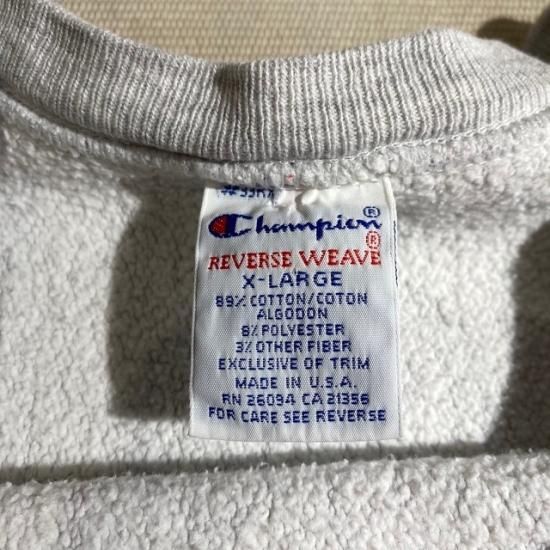 Champion®
REVERSE WEAVE®
X-LARGE
89% COTTON/COTON
ALGODON
8% POLYESTER
3% OTHER FIBER
EXCLUSIVE OF TRIM
MADE IN U.S.A.
RN 26094 CA 21356
FOR CARE SEE REVERSE